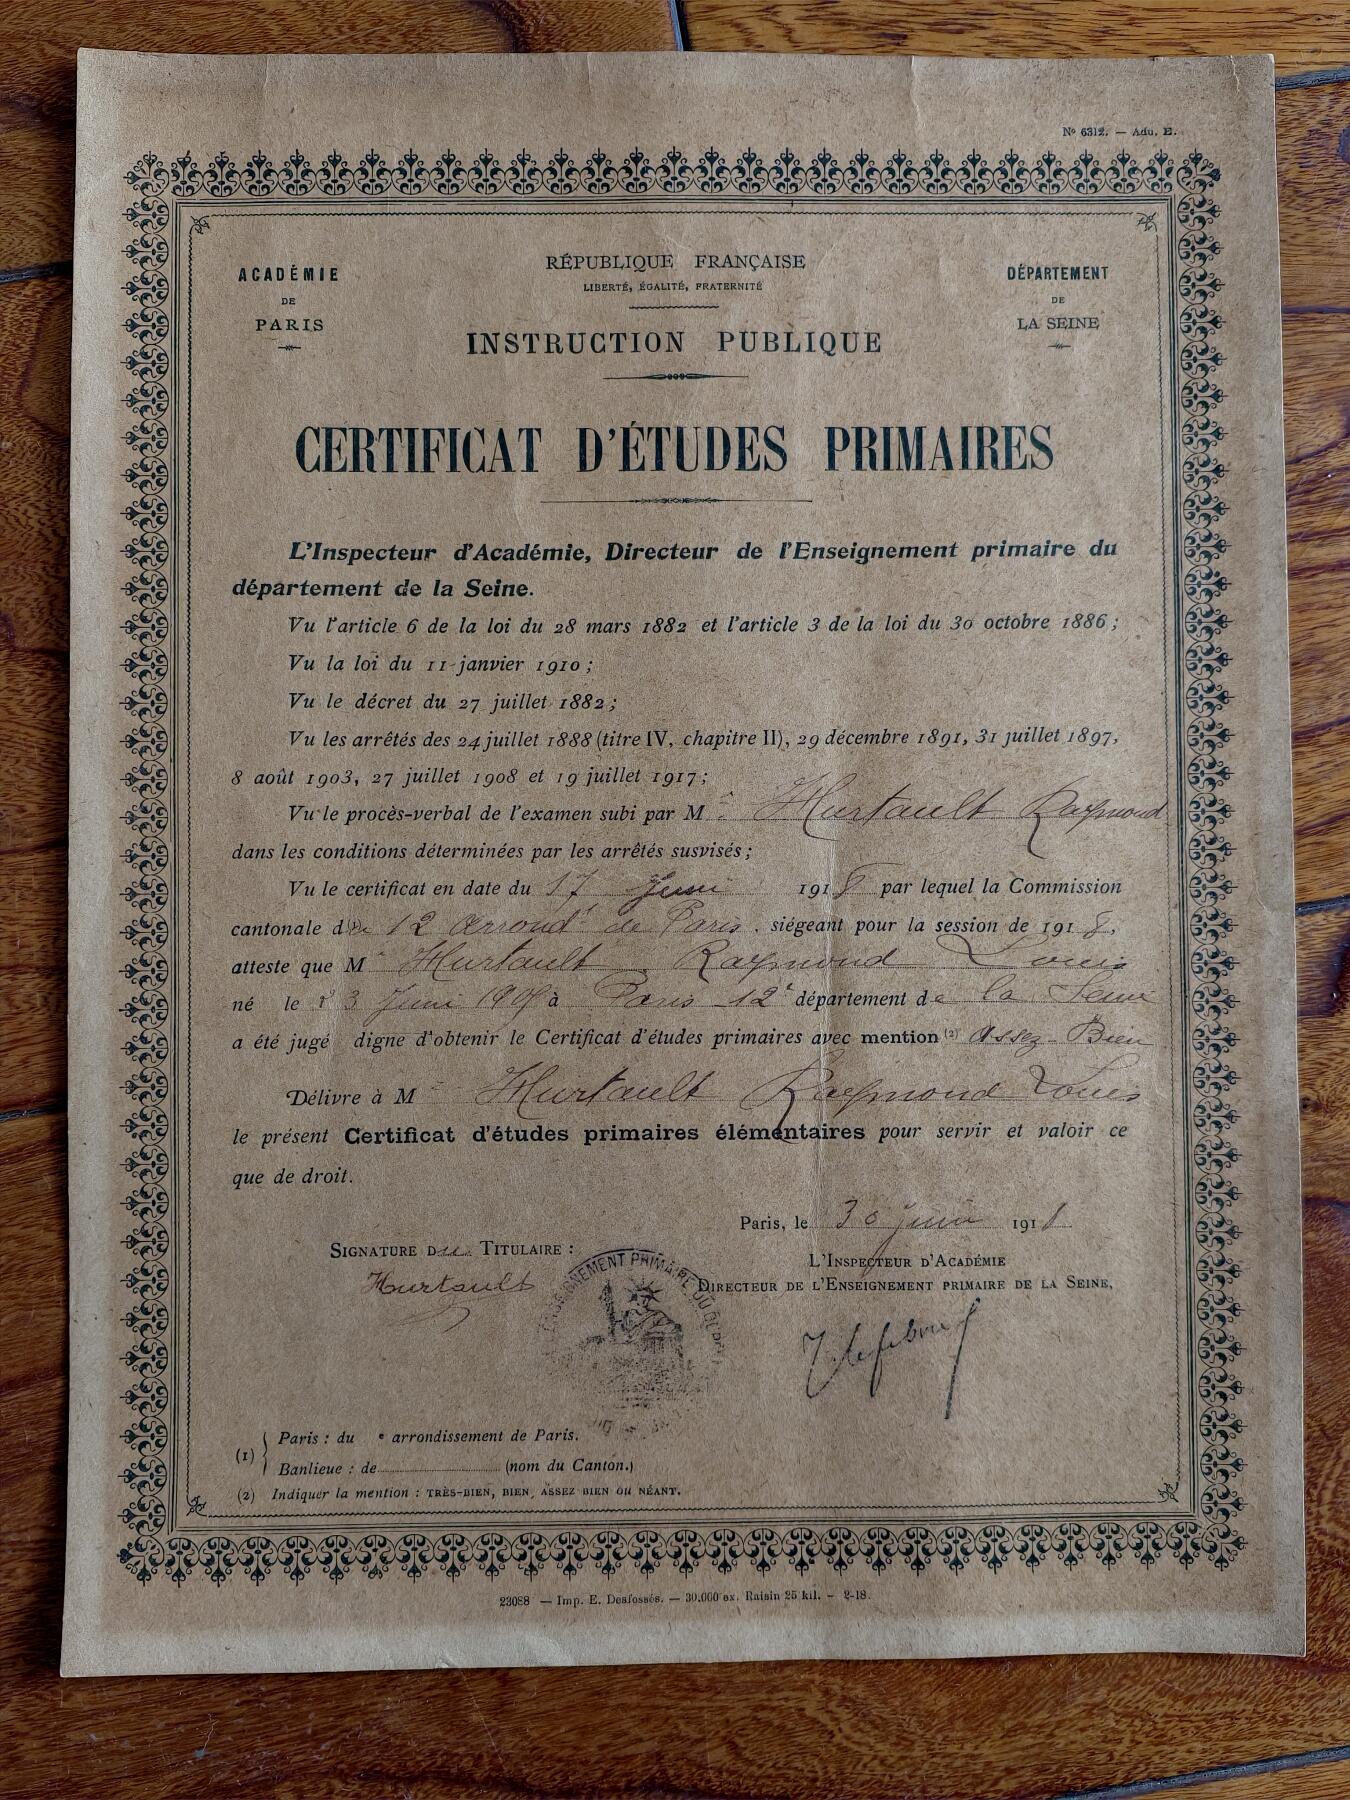 N° 6312. — Adu. E.
ACADÉMIE
DE
PARIS
RÉPUBLIQUE FRANÇAISE
LIBERTÉ, ÉGALITÉ, FRATERNITÉ
INSTRUCTION PUBLIQUE
DÉPARTEMENT
DE
LA SEINE
CERTIFICAT D'ÉTUDES PRIMAIRES
L'Inspecteur d'Académie, Directeur de l'Enseignement primaire du
département de la Seine.
Vu l'article 6 de la loi du 28 mars 1882 et l'article 3 de la loi du 30 octobre 1886;
Vu la loi du 11 janvier 1910;
Vu le décret du 27 juillet 1882;
Vu les arrêtés des 24 juillet 1888 (titre IV, chapitre II), 29 décembre 1891, 31 juillet 1897,
8 août 1903, 27 juillet 1908 et 19 juillet 1917;
Vu le procès-verbal de l'examen subi par M Hurtault Raymond
dans les conditions déterminées par les arrêtés susvisés;
Vu le certificat en date du 17 Juin 1918 par lequel la Commission
cantonale d (1) 12 Arrondt de Paris, siégeant pour la session de 1918,
atteste que M Hurtault Raymond Louis
né le 3 Juin à Paris 12e département de la Seine
a été jugé digne d'obtenir le Certificat d'études primaires avec mention (2) Assez-Bien
Délivre à M Hurtault Raymond Louis
le présent Certificat d'études primaires élémentaires pour servir et valoir ce
que de droit.
Paris, le 30 Juin 1918
SIGNATURE DU TITULAIRE :
L'INSPECTEUR D'ACADÉMIE
DIRECTEUR DE L'ENSEIGNEMENT PRIMAIRE DE LA SEINE,
Hurtault
ENSEIGNEMENT PRIMAIRE DU
Lefebvre
(1) Paris : du e arrondissement de Paris.
Banlieue : de (nom du Canton.)
(2) Indiquer la mention : TRÈS-BIEN, BIEN, ASSEZ BIEN OU NÉANT.
23088 — Imp. E. Desfossés. — 30.000 ex. Raisin 25 kil. - 2-18.